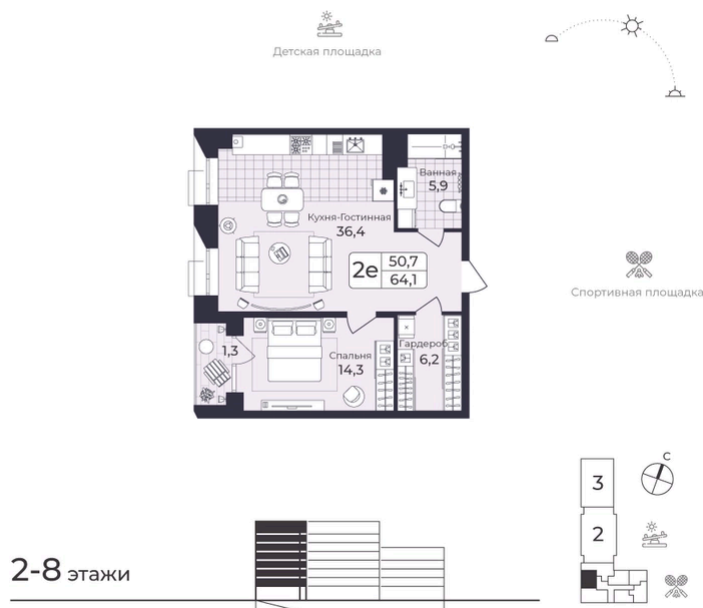 Детская площадка
Ванная
5,9
Кухня-Гостинная
36,4
2е
50,7
64,1
Спортивная площадка
1,3
Спальня
14,3
Гардероб
6,2
С
3
2
2-8 этажи